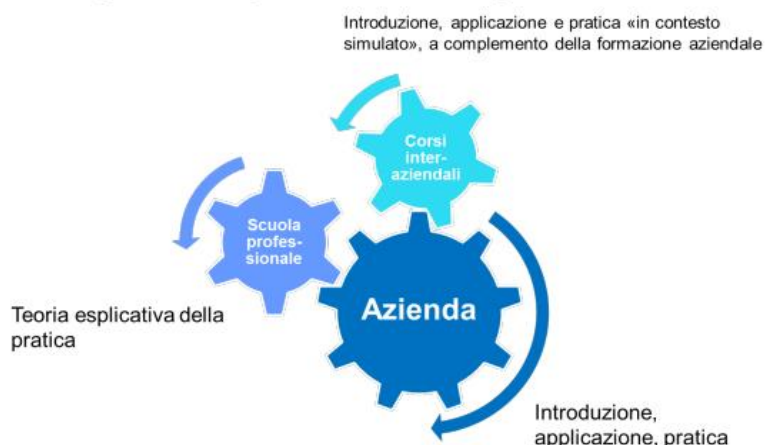 Introduzione, applicazione e pratica «in contesto
simulato», a complemento della formazione aziendale
Corsi
inter-
aziendali
Scuola
profes-
sionale
Azienda
Teoria esplicativa della
pratica
Introduzione,
applicazione, pratica